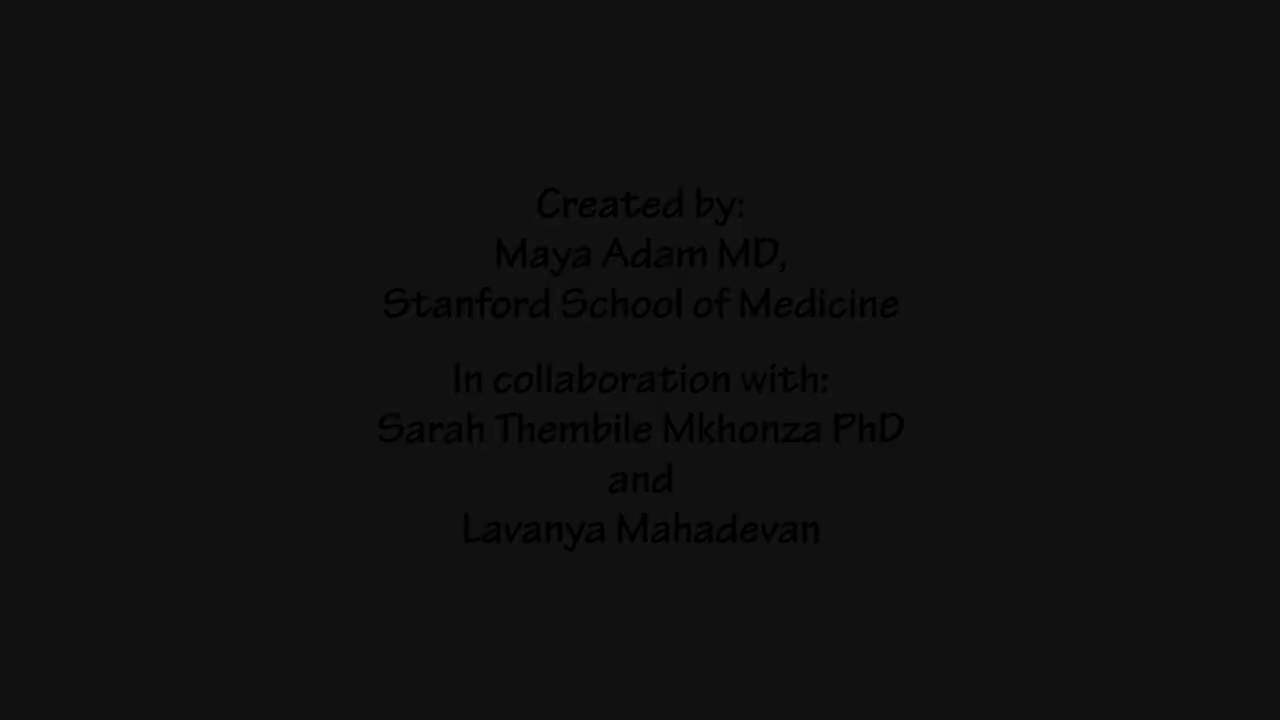 Created by:
Maya Adam MD,
Stanford School of Medicine
In collaboration with:
Sarah Thembile Mkhonza PhD
and
Lavanya Mahadevan